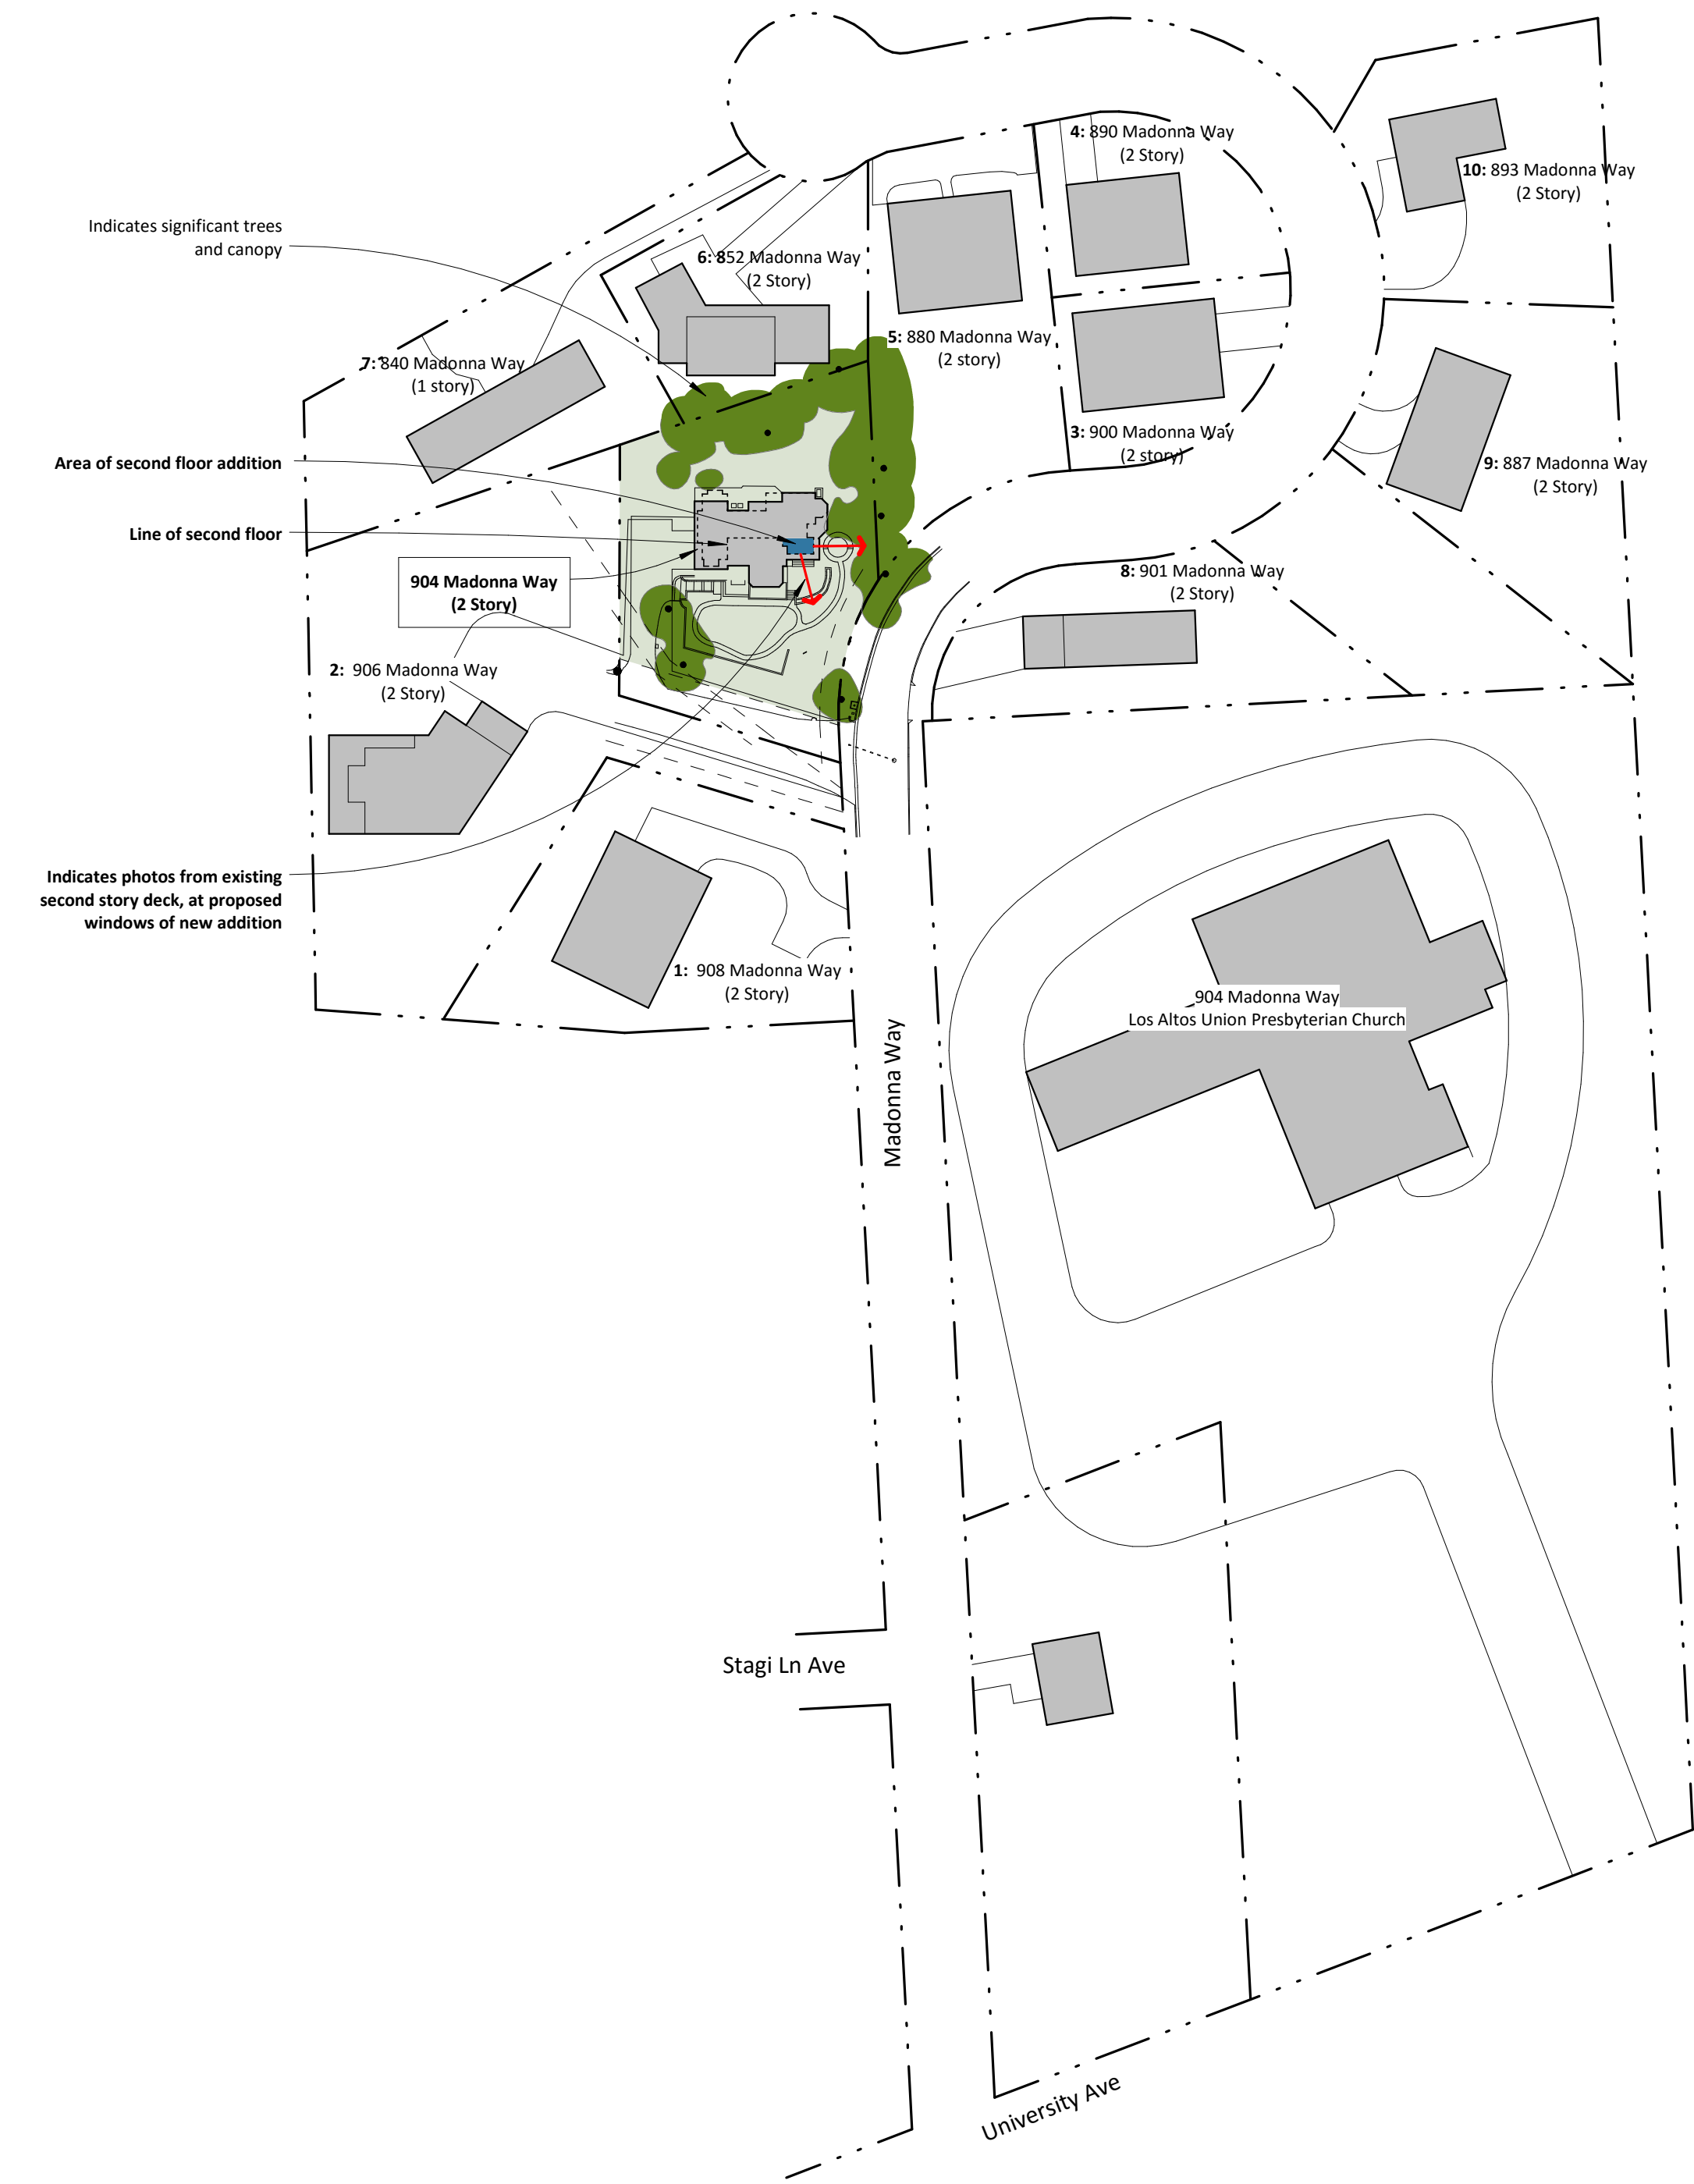 4: 890 Madonna Way
(2 Story)
10: 893 Madonna Way
(2 Story)
Indicates significant trees
and canopy
6: 852 Madonna Way
(2 Story)
5: 880 Madonna Way
(2 story)
7: 840 Madonna Way
(1 story)
3: 900 Madonna Way
(2 story)
Area of second floor addition
9: 887 Madonna Way
(2 Story)
Line of second floor
904 Madonna Way
(2 Story)
8: 901 Madonna Way
(2 Story)
2: 906 Madonna Way
(2 Story)
Indicates photos from existing
second story deck, at proposed
windows of new addition
1: 908 Madonna Way
(2 Story)
904 Madonna Way
Los Altos Union Presbyterian Church
Madonna Way
Stagi Ln Ave
University Ave